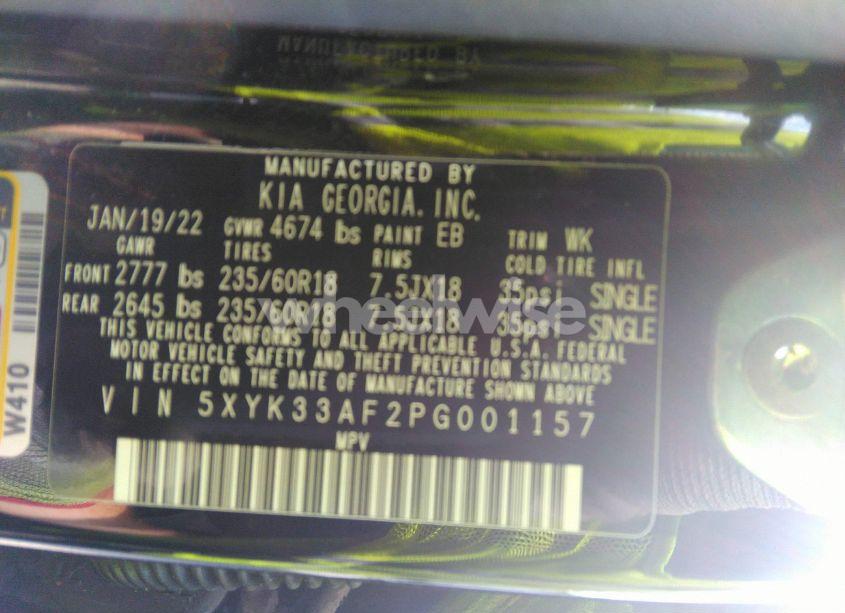 MANUFACTURED BY
KIA GEORGIA. INC.
JAN/19/22 GVWR 4674 lbs PAINT EB TRIM WK
GAWR TIRES RIMS COLD TIRE INFL
FRONT 2777 lbs 235/60R18 7.5JX18 35psi SINGLE
REAR 2645 lbs 235/60R18 7.5JX18 35psi SINGLE
THIS VEHICLE CONFORMS TO ALL APPLICABLE U.S.A. FEDERAL
MOTOR VEHICLE SAFETY AND THEFT PREVENTION STANDARDS
IN EFFECT ON THE DATE OF MANUFACTURE SHOWN ABOVE
VIN 5XYK33AF2PG001157
MPV
W410
wheelwise